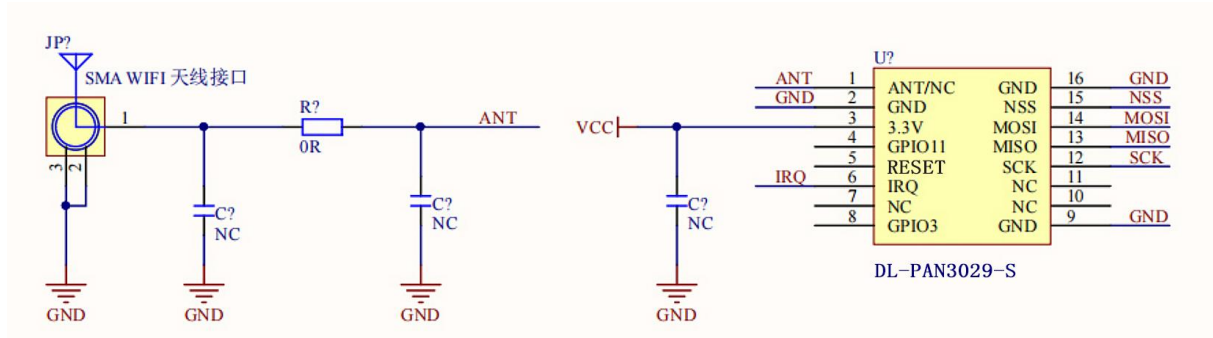 JP?
SMA WIFI 天线接口
1
3
2
R?
0R
ANT
C?
NC
C?
NC
GND
GND
GND
VCC
C?
NC
GND
U?
ANT 1 ANT/NC GND 16 GND
GND 2 GND NSS 15 NSS
3 3.3V MOSI 14 MOSI
4 GPIO11 MISO 13 MISO
5 RESET SCK 12 SCK
IRQ 6 IRQ NC 11
7 NC NC 10
8 GPIO3 GND 9 GND
DL-PAN3029-S